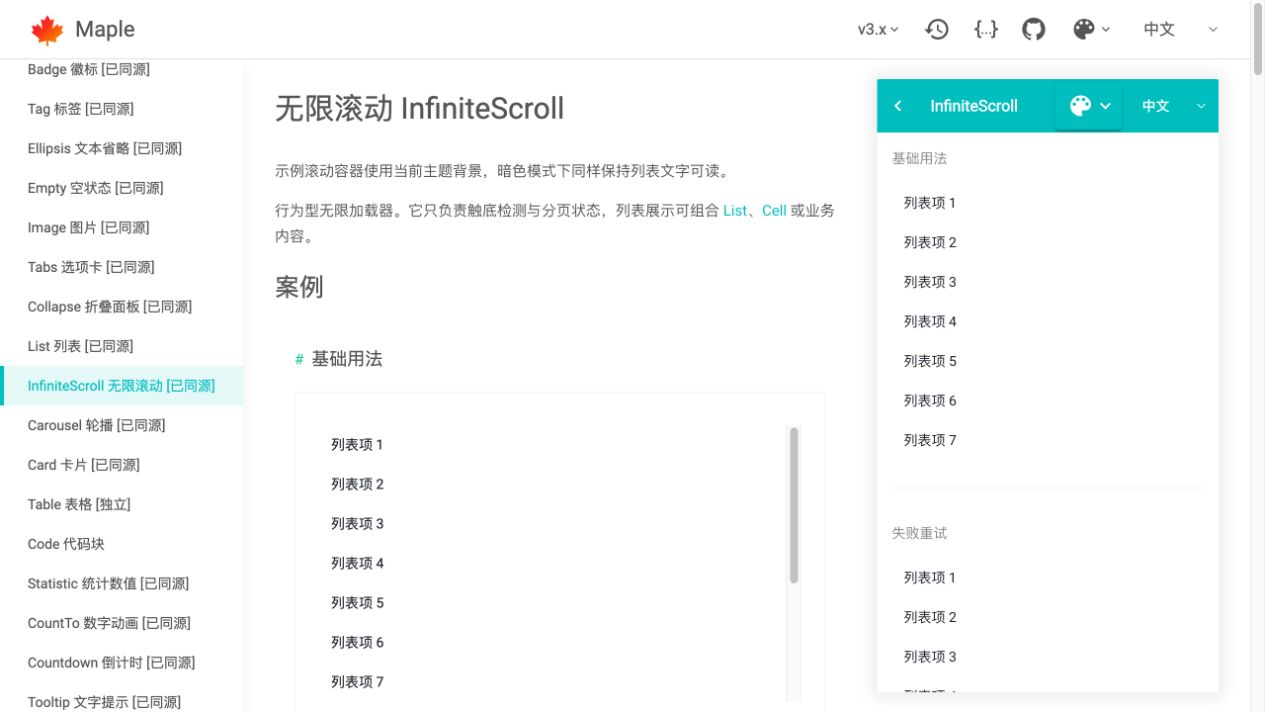 Maple
v3.x
中文
Badge 徽标 [已同源]
Tag 标签 [已同源]
Ellipsis 文本省略 [已同源]
Empty 空状态 [已同源]
Image 图片 [已同源]
Tabs 选项卡 [已同源]
Collapse 折叠面板 [已同源]
List 列表 [已同源]
InfiniteScroll 无限滚动 [已同源]
Carousel 轮播 [已同源]
Card 卡片 [已同源]
Table 表格 [独立]
Code 代码块
Statistic 统计数值 [已同源]
CountTo 数字动画 [已同源]
Countdown 倒计时 [已同源]
Tooltip 文字提示 [已同源]
无限滚动 InfiniteScroll
示例滚动容器使用当前主题背景，暗色模式下同样保持列表文字可读。
行为型无限加载器。它只负责触底检测与分页状态，列表展示可组合 List、Cell 或业务
内容。
案例
# 基础用法
列表项 1
列表项 2
列表项 3
列表项 4
列表项 5
列表项 6
列表项 7
InfiniteScroll
中文
基础用法
列表项 1
列表项 2
列表项 3
列表项 4
列表项 5
列表项 6
列表项 7
失败重试
列表项 1
列表项 2
列表项 3